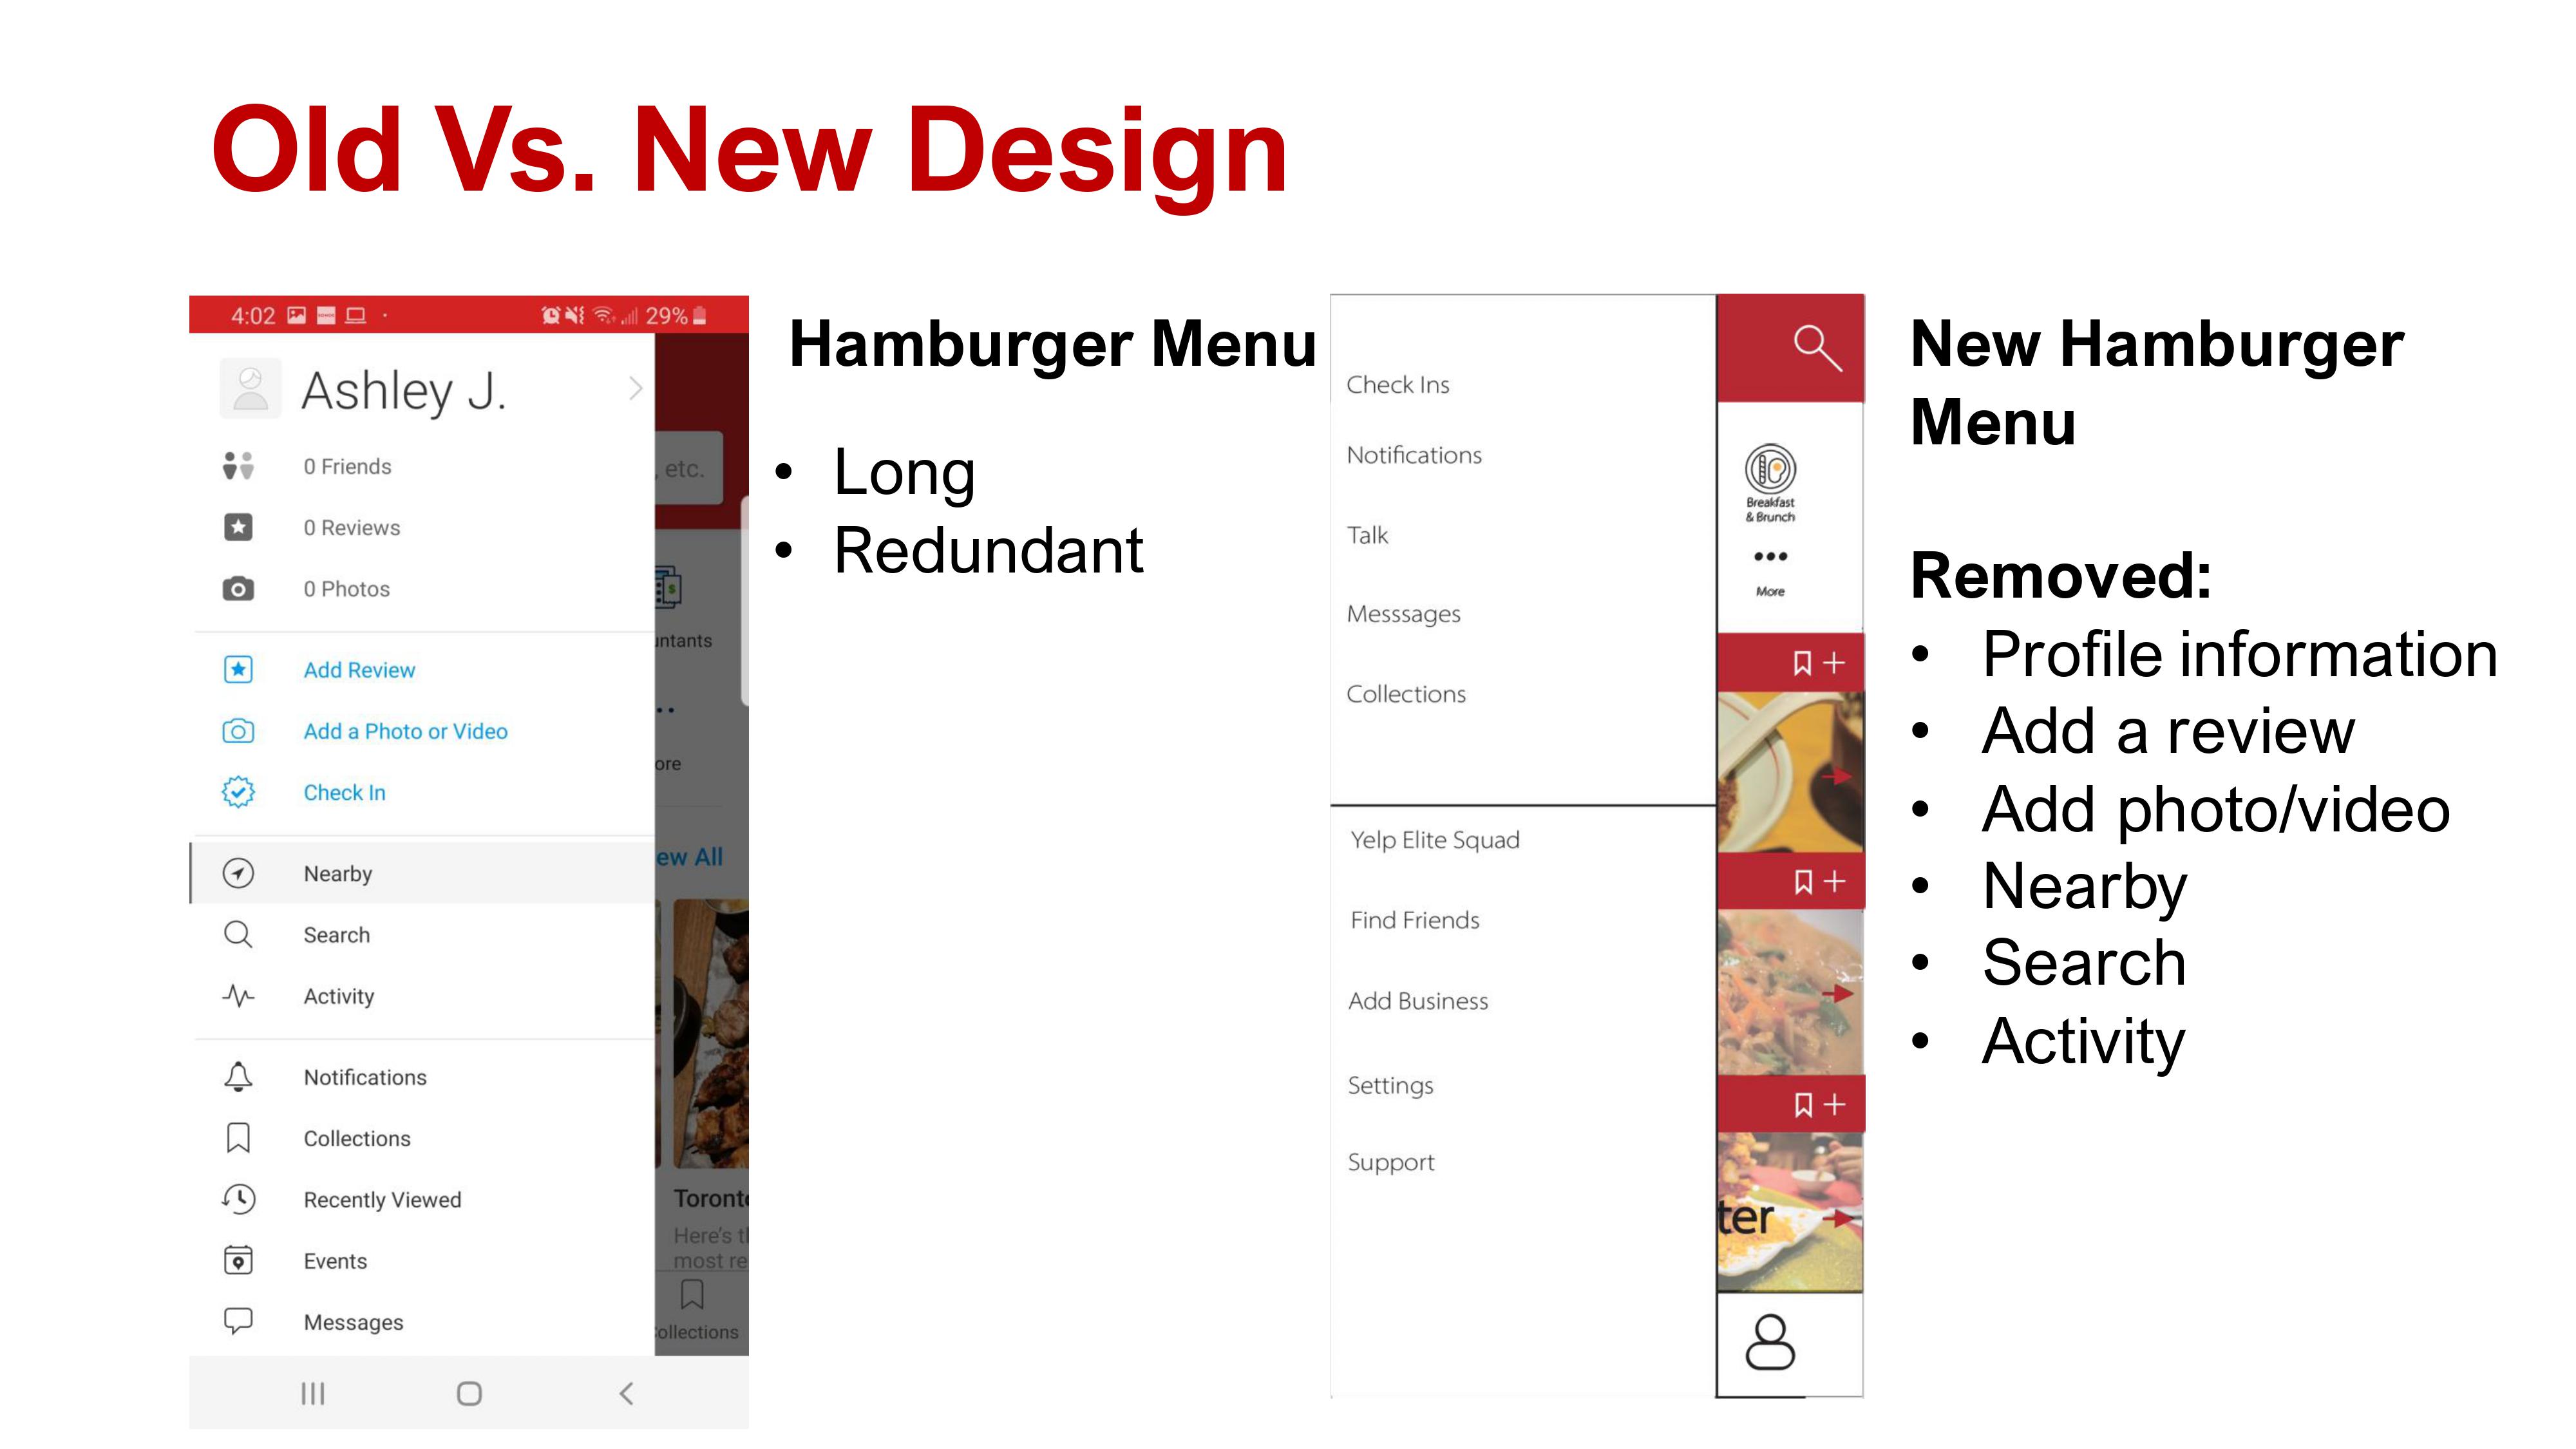 Old Vs. New Design
4:02
29%
Ashley J.
0 Friends
0 Reviews
0 Photos
Add Review
Add a Photo or Video
Check In
Nearby
Search
Activity
Notifications
Collections
Recently Viewed
Events
Messages
, etc.
untants
ore
ew All
Toronto
Here's t
most re
ollections
Hamburger Menu
• Long
• Redundant
Check Ins
Notifications
Talk
Messsages
Collections
Yelp Elite Squad
Find Friends
Add Business
Settings
Support
Breakfast
& Brunch
More
ter
New Hamburger
Menu
Removed:
• Profile information
• Add a review
• Add photo/video
• Nearby
• Search
• Activity